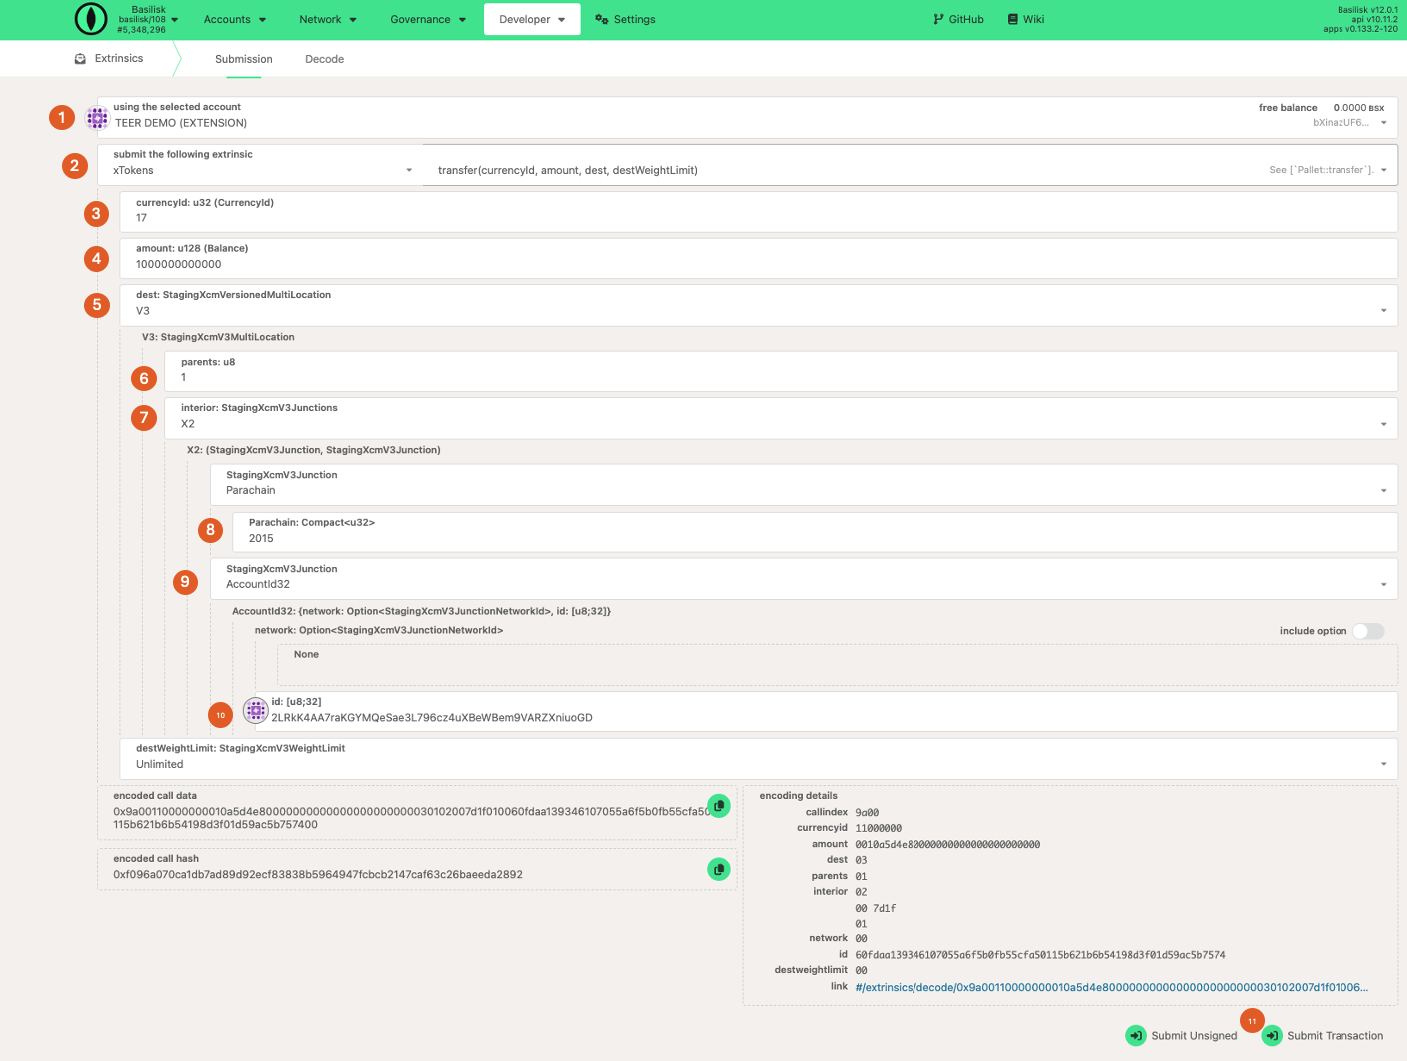 Basilisk
basilisk/108
#5,348,296
Accounts
Network
Governance
Developer
Settings
GitHub
Wiki
Basilisk v12.0.1
api v10.11.2
apps v0.133.2-120
Extrinsics
Submission
Decode
1
using the selected account
TEER DEMO (EXTENSION)
free balance 0.0000 BSX
bXinazUF6...
2
submit the following extrinsic
xTokens
transfer(currencyId, amount, dest, destWeightLimit)
See [`Pallet::transfer`].
3
currencyId: u32 (CurrencyId)
17
4
amount: u128 (Balance)
1000000000000
5
dest: StagingXcmVersionedMultiLocation
V3
V3: StagingXcmV3MultiLocation
6
parents: u8
1
7
interior: StagingXcmV3Junctions
X2
X2: (StagingXcmV3Junction, StagingXcmV3Junction)
StagingXcmV3Junction
Parachain
8
Parachain: Compact<u32>
2015
9
StagingXcmV3Junction
AccountId32
AccountId32: {network: Option<StagingXcmV3JunctionNetworkId>, id: [u8;32]}
network: Option<StagingXcmV3JunctionNetworkId>
include option
None
10
id: [u8;32]
2LRkK4AA7raKGYMQeSae3L796cz4uXBeWBem9VARZXniuoGD
destWeightLimit: StagingXcmV3WeightLimit
Unlimited
encoded call data
0x9a00110000000010a5d4e80000000000000000000000030102007d1f010060fdaa139346107055a6f5b0fb55cfa50
115b621b6b54198d3f01d59ac5b757400
encoded call hash
0xf096a070ca1db7ad89d92ecf83838b5964947fcbcb2147caf63c26baeeda2892
encoding details
callindex 9a00
currencyid 11000000
amount 0010a5d4e80000000000000000000000
dest 03
parents 01
interior 02
00 7d1f
01
network 00
id 60fdaa139346107055a6f5b0fb55cfa50115b621b6b54198d3f01d59ac5b7574
destweightlimit 00
link #/extrinsics/decode/0x9a00110000000010a5d4e80000000000000000000000030102007d1f01006...
11
Submit Unsigned
Submit Transaction